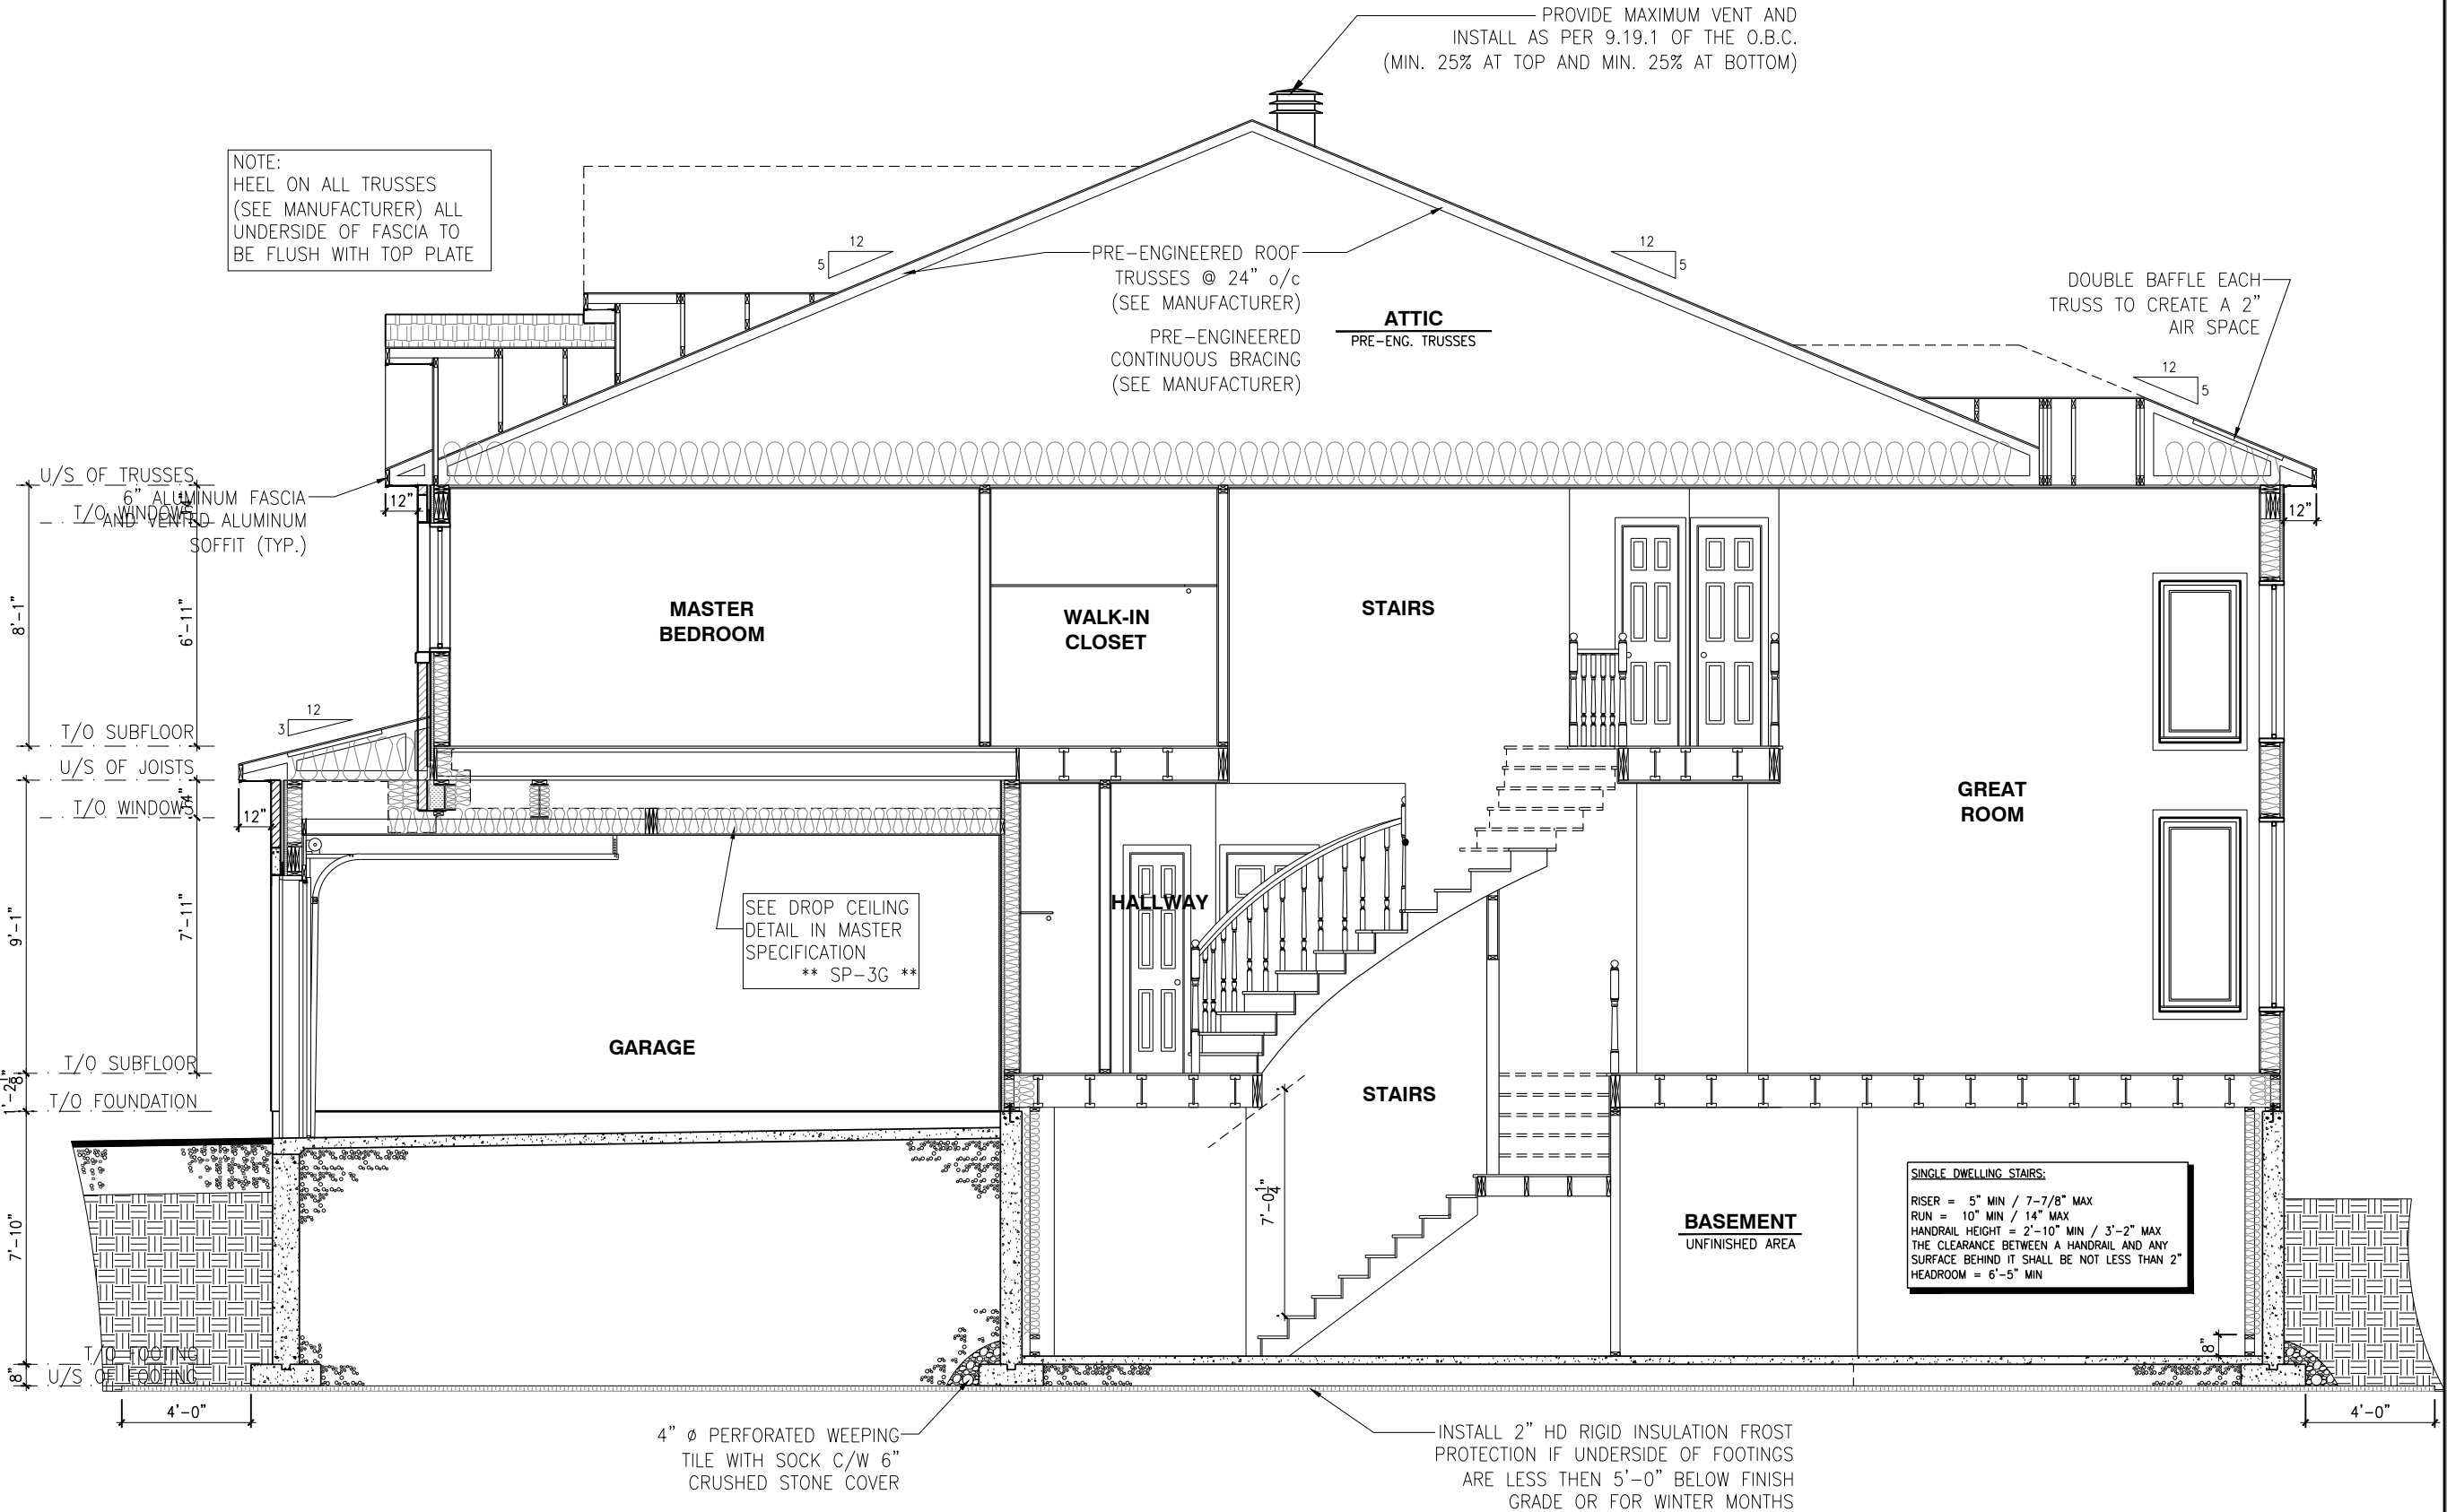 PROVIDE MAXIMUM VENT AND
INSTALL AS PER 9.19.1 OF THE O.B.C.
(MIN. 25% AT TOP AND MIN. 25% AT BOTTOM)
NOTE:
HEEL ON ALL TRUSSES
(SEE MANUFACTURER) ALL
UNDERSIDE OF FASCIA TO
BE FLUSH WITH TOP PLATE
12
5
PRE-ENGINEERED ROOF
TRUSSES @ 24" o/c
(SEE MANUFACTURER)
PRE-ENGINEERED
CONTINUOUS BRACING
(SEE MANUFACTURER)
ATTIC
PRE-ENG. TRUSSES
12
5
DOUBLE BAFFLE EACH
TRUSS TO CREATE A 2"
AIR SPACE
12
5
U/S OF TRUSSES
6" ALUMINUM FASCIA
AND VENTED ALUMINUM
SOFFIT (TYP.)
T/O WINDOWS
12"
12"
8'-1"
6'-11"
MASTER
BEDROOM
WALK-IN
CLOSET
STAIRS
12
3
T/O SUBFLOOR
U/S OF JOISTS
T/O WINDOWS
14"
12"
GREAT
ROOM
9'-1"
7'-11"
SEE DROP CEILING
DETAIL IN MASTER
SPECIFICATION
** SP-3G **
HALLWAY
GARAGE
T/O SUBFLOOR
1'-2 1/8"
T/O FOUNDATION
STAIRS
7'-0 1/4"
7'-10"
BASEMENT
UNFINISHED AREA
SINGLE DWELLING STAIRS:
RISER = 5" MIN / 7-7/8" MAX
RUN = 10" MIN / 14" MAX
HANDRAIL HEIGHT = 2'-10" MIN / 3'-2" MAX
THE CLEARANCE BETWEEN A HANDRAIL AND ANY
SURFACE BEHIND IT SHALL BE NOT LESS THAN 2"
HEADROOM = 6'-5" MIN
T/O FOOTING
U/S OF FOOTING
8"
8"
4'-0"
4'-0"
4" ø PERFORATED WEEPING
TILE WITH SOCK C/W 6"
CRUSHED STONE COVER
INSTALL 2" HD RIGID INSULATION FROST
PROTECTION IF UNDERSIDE OF FOOTINGS
ARE LESS THEN 5'-0" BELOW FINISH
GRADE OR FOR WINTER MONTHS